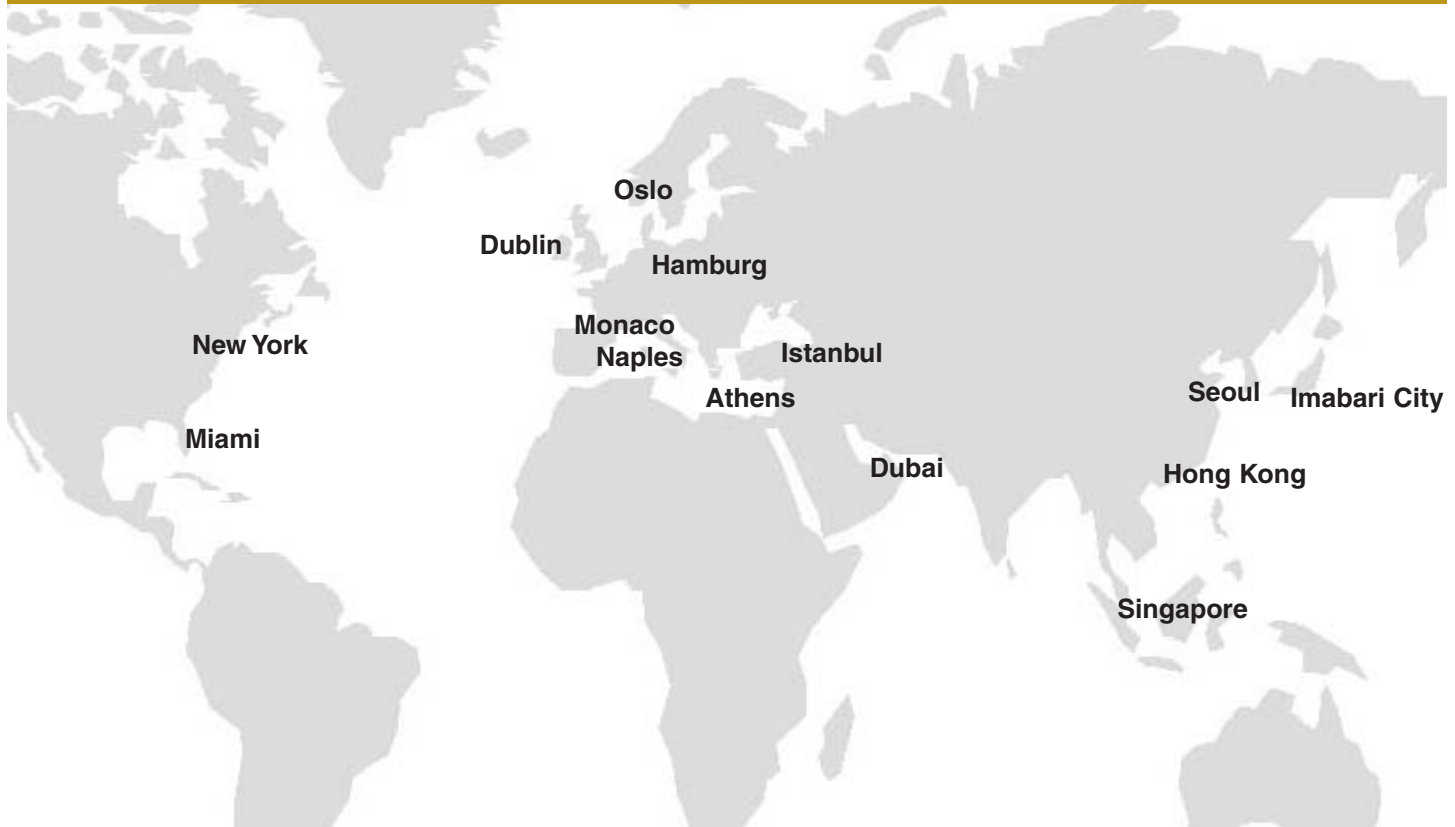 Oslo
Dublin
Hamburg
Monaco
New York
Naples
Istanbul
Athens
Seoul
Imabari City
Miami
Dubai
Hong Kong
Singapore